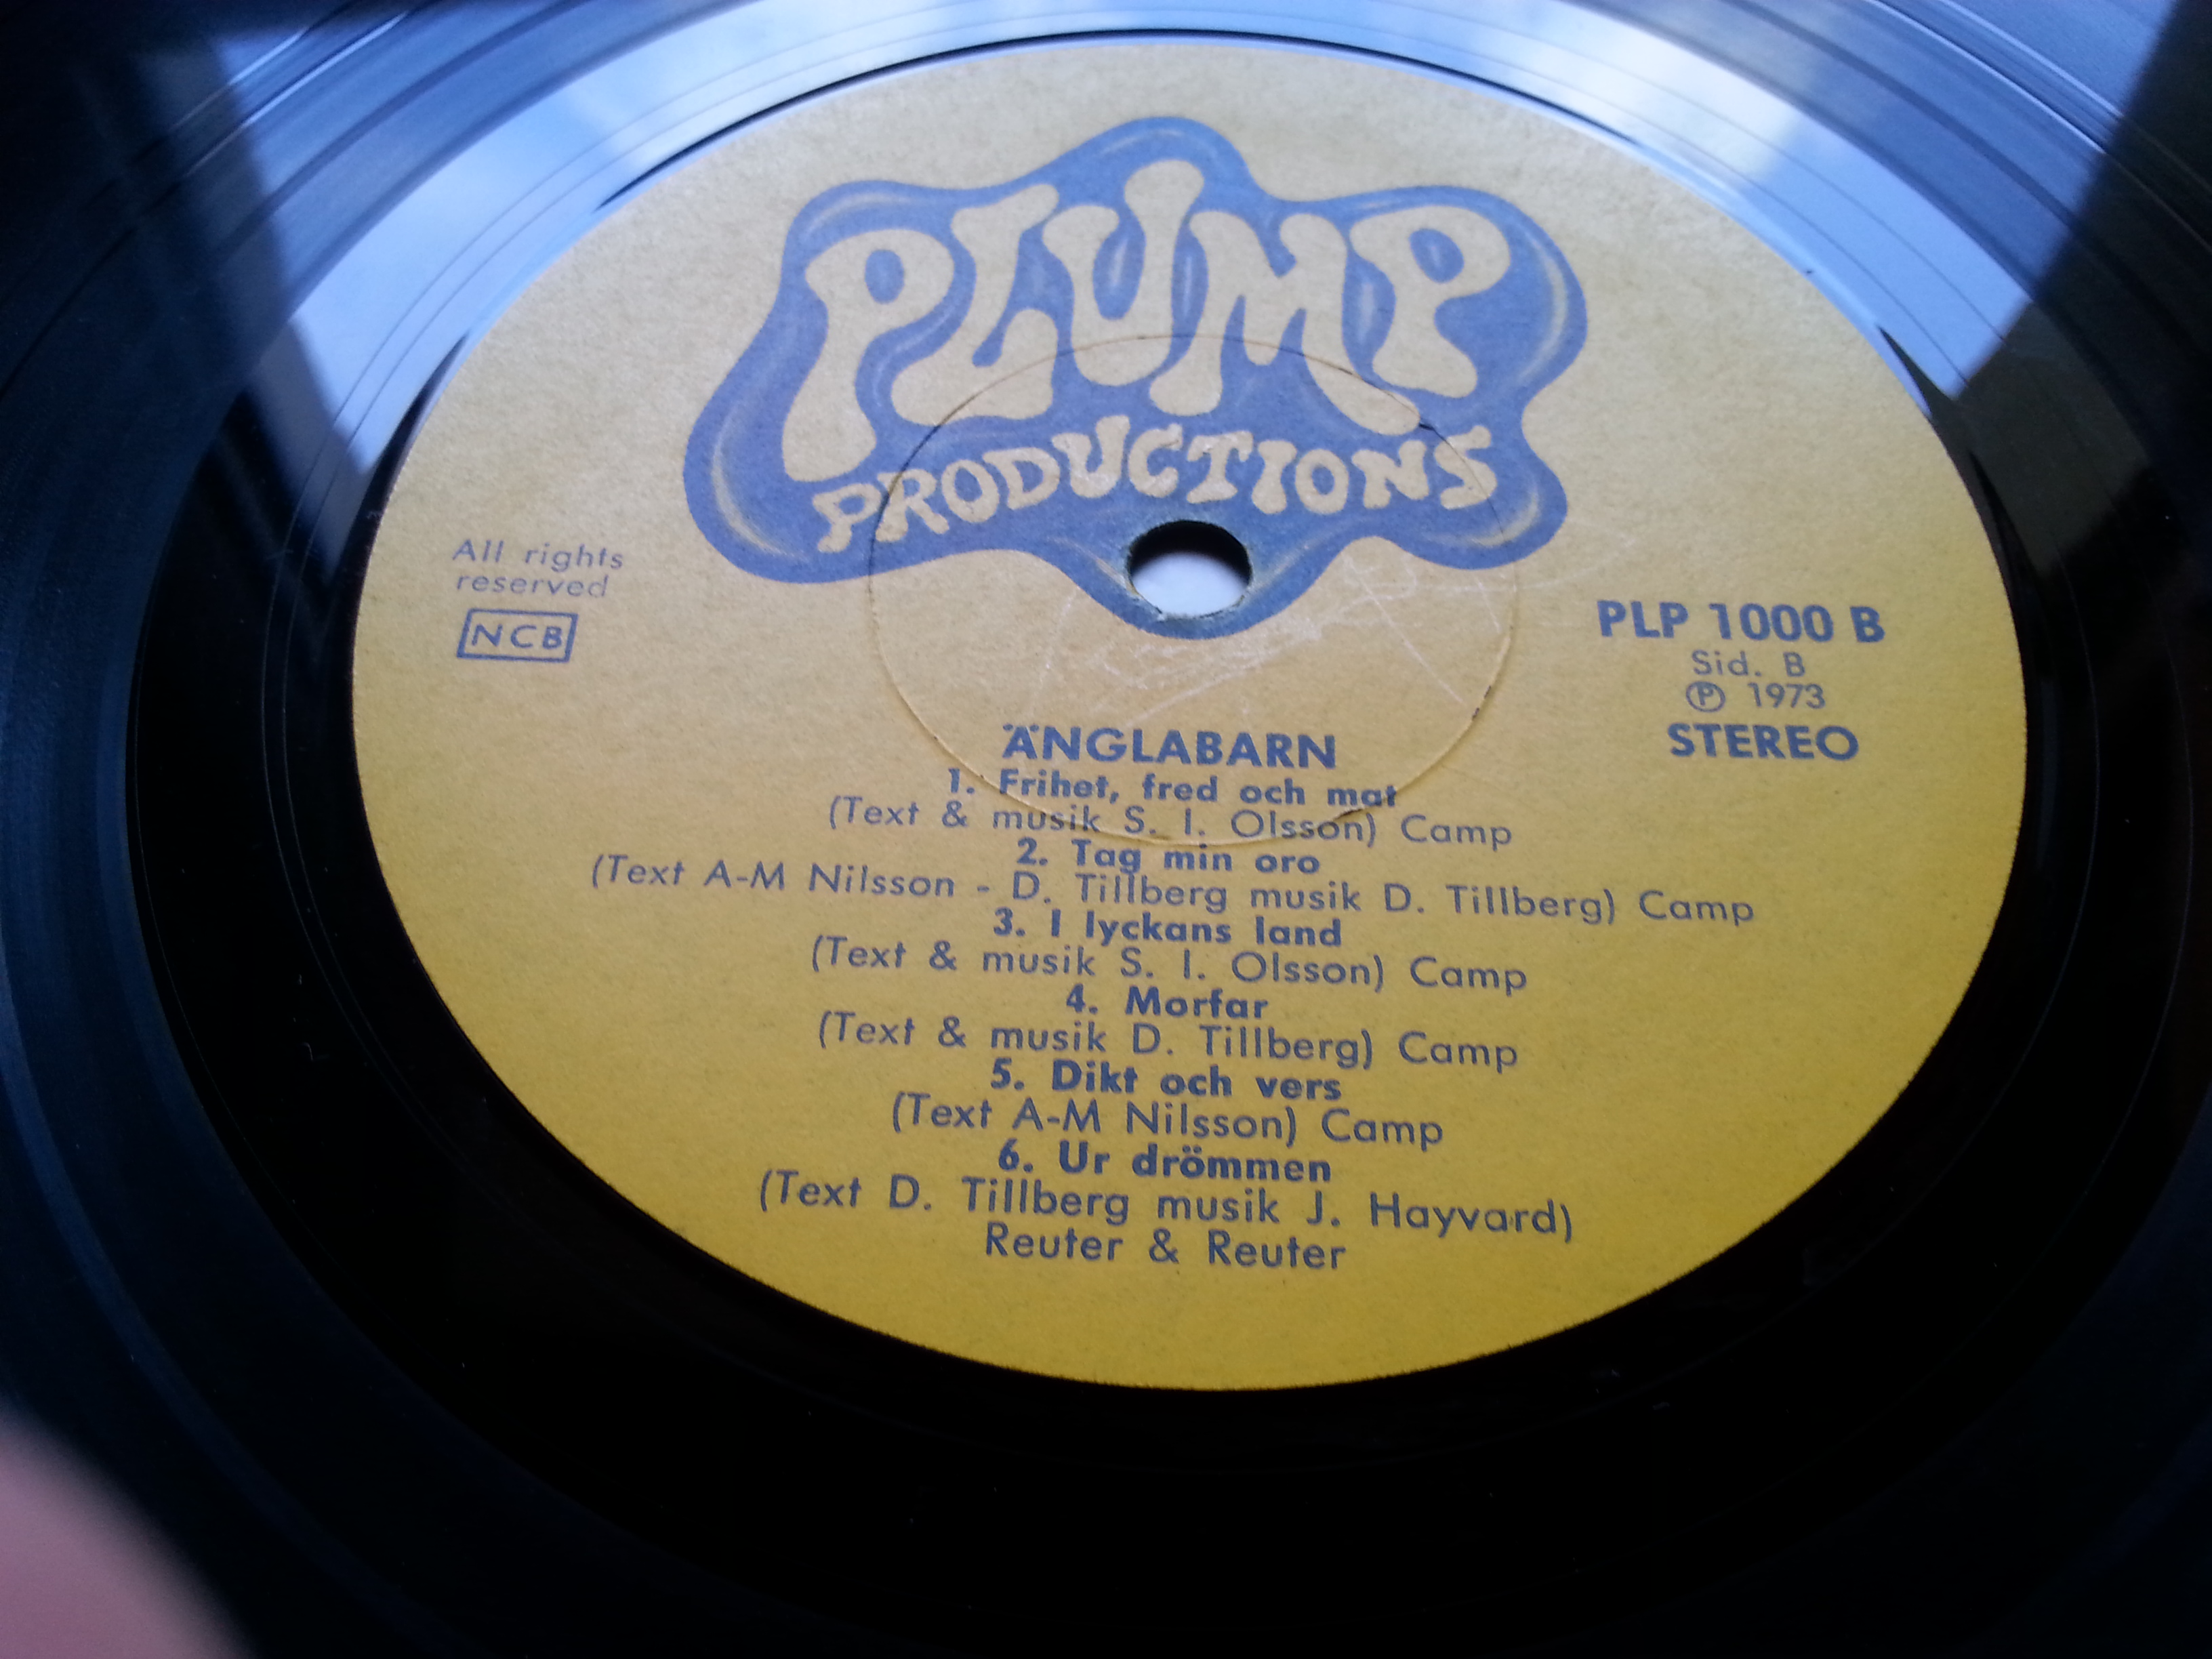 PLUMP
PRODUCTIONS
All rights
reserved
NCB
PLP 1000 B
Sid. B
℗ 1973
STEREO
ÄNGLABARN
1. Frihet, fred och mat
(Text & musik S. I. Olsson) Camp
2. Tag min oro
(Text A-M Nilsson - D. Tillberg musik D. Tillberg) Camp
3. I lyckans land
(Text & musik S. I. Olsson) Camp
4. Morfar
(Text & musik D. Tillberg) Camp
5. Dikt och vers
(Text A-M Nilsson) Camp
6. Ur drömmen
(Text D. Tillberg musik J. Hayvard)
Reuter & Reuter